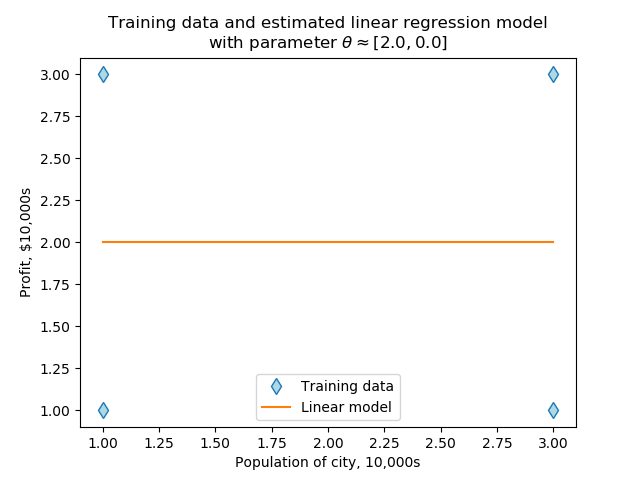 Training data and estimated linear regression model
with parameter θ ≈ [2.0, 0.0]
3.00
2.75
2.50
2.25
2.00
1.75
1.50
1.25
1.00
Profit, $10,000s
Training data
Linear model
1.00 1.25 1.50 1.75 2.00 2.25 2.50 2.75 3.00
Population of city, 10,000s